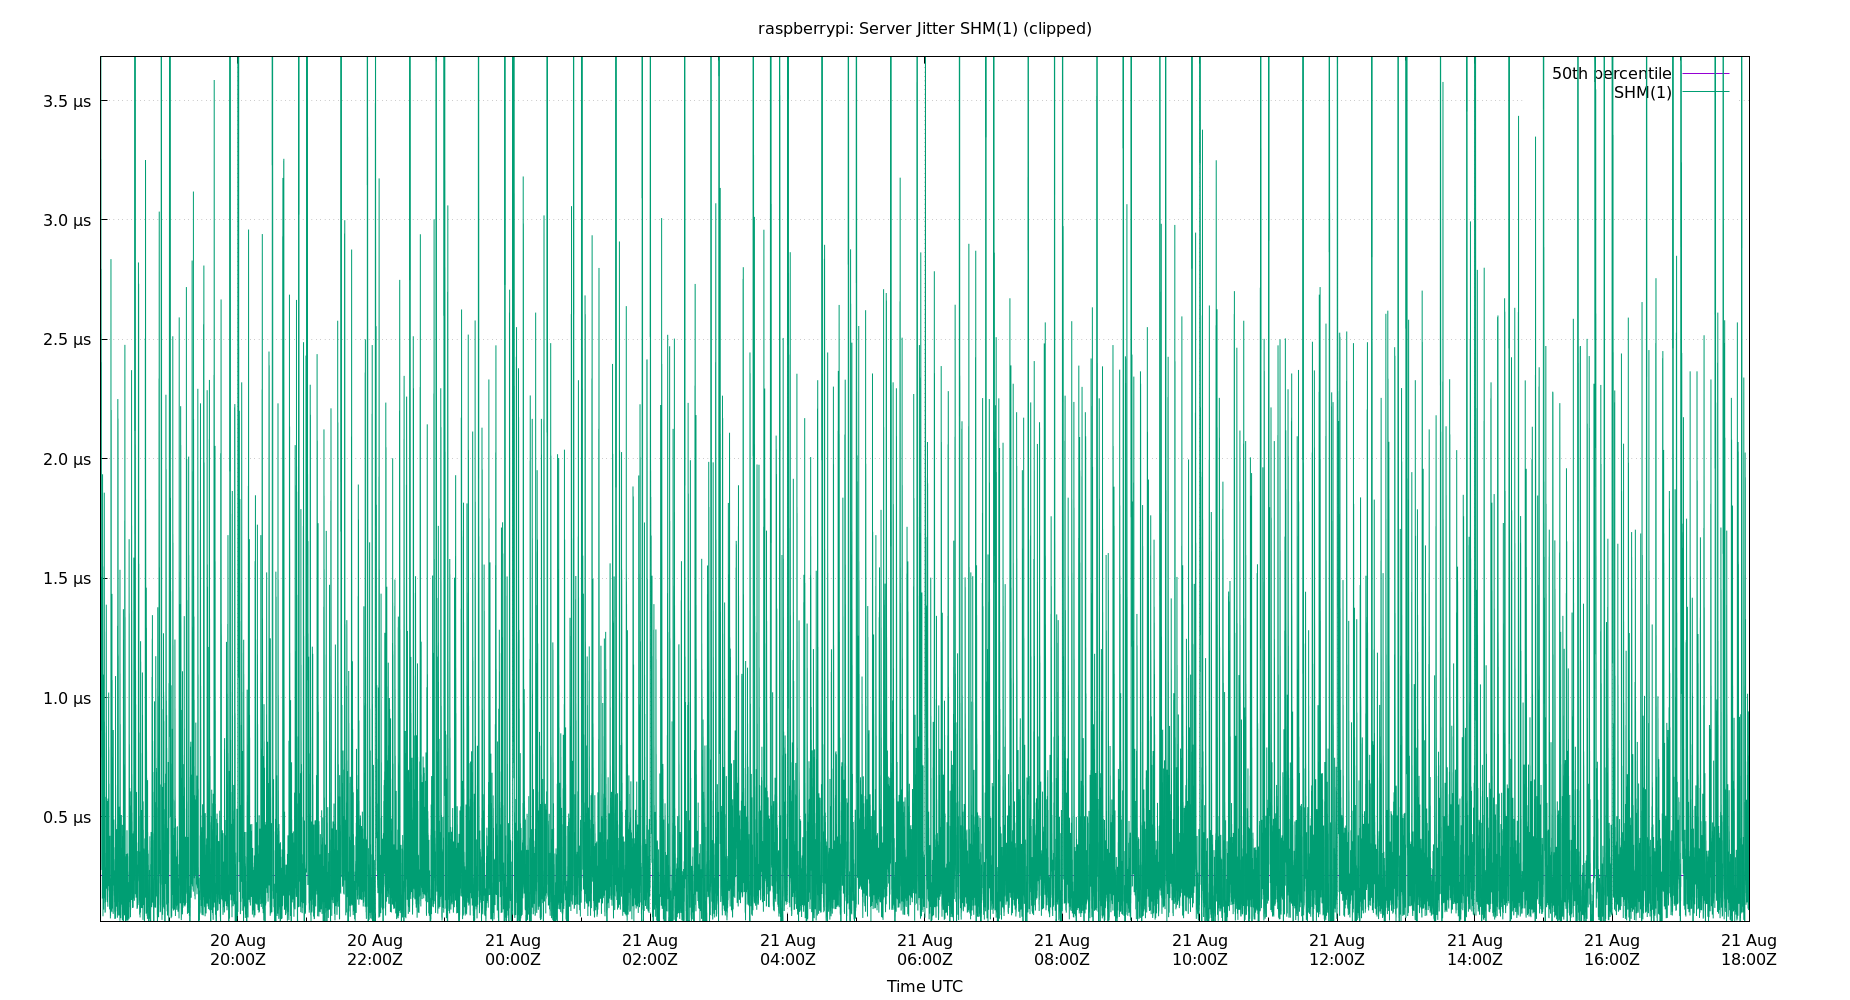 raspberrypi: Server Jitter SHM(1) (clipped)
50th percentile
SHM(1)
3.5 µs
3.0 µs
2.5 µs
2.0 µs
1.5 µs
1.0 µs
0.5 µs
20 Aug 20 Aug 21 Aug 21 Aug 21 Aug 21 Aug 21 Aug 21 Aug 21 Aug 21 Aug 21 Aug 21 Aug
20:00Z 22:00Z 00:00Z 02:00Z 04:00Z 06:00Z 08:00Z 10:00Z 12:00Z 14:00Z 16:00Z 18:00Z
Time UTC